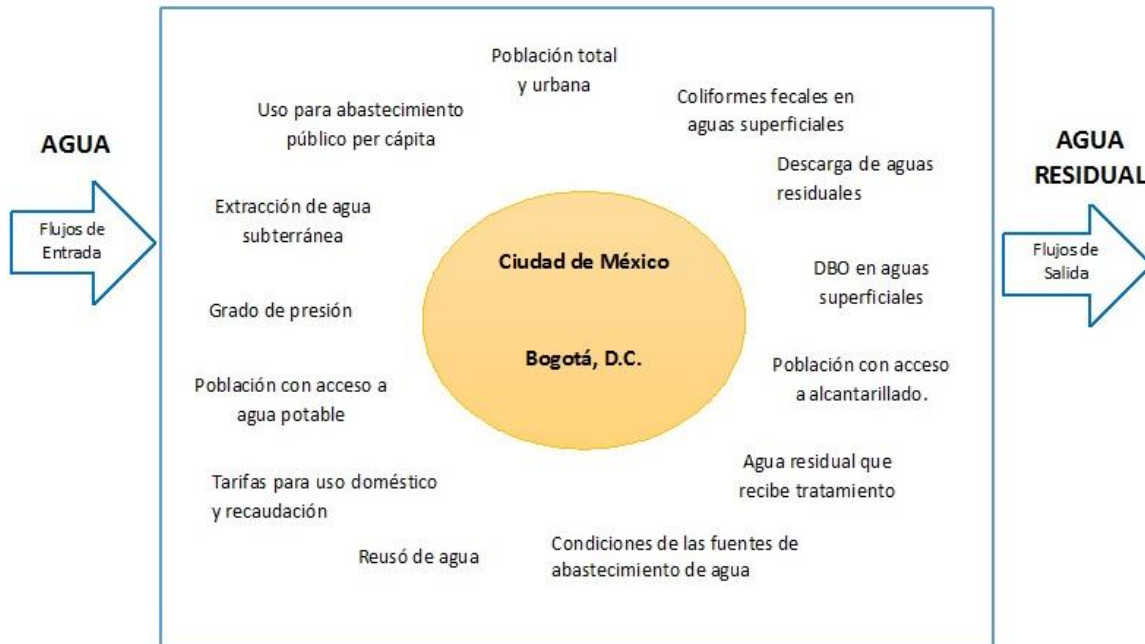 AGUA
Flujos de
Entrada
Población total
y urbana
Uso para abastecimiento
público per cápita
Extracción de agua
subterránea
Grado de presión
Población con acceso a
agua potable
Tarifas para uso doméstico
y recaudación
Reusó de agua
Ciudad de México
Bogotá, D.C.
Coliformes fecales en
aguas superficiales
Descarga de aguas
residuales
DBO en aguas
superficiales
Población con acceso
a alcantarillado.
Agua residual que
recibe tratamiento
Condiciones de las fuentes de
abastecimiento de agua
AGUA
RESIDUAL
Flujos de
Salida